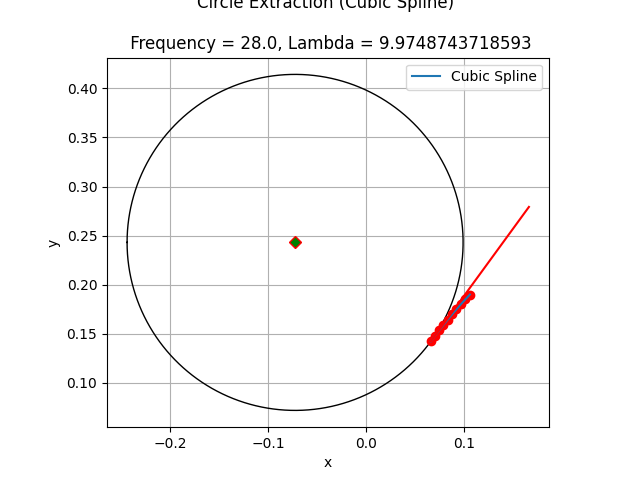 Circle Extraction (Cubic Spline)
Frequency = 28.0, Lambda = 9.9748743718593
Cubic Spline
0.40
0.35
0.30
0.25
0.20
0.15
0.10
y
−0.2
−0.1
0.0
0.1
x